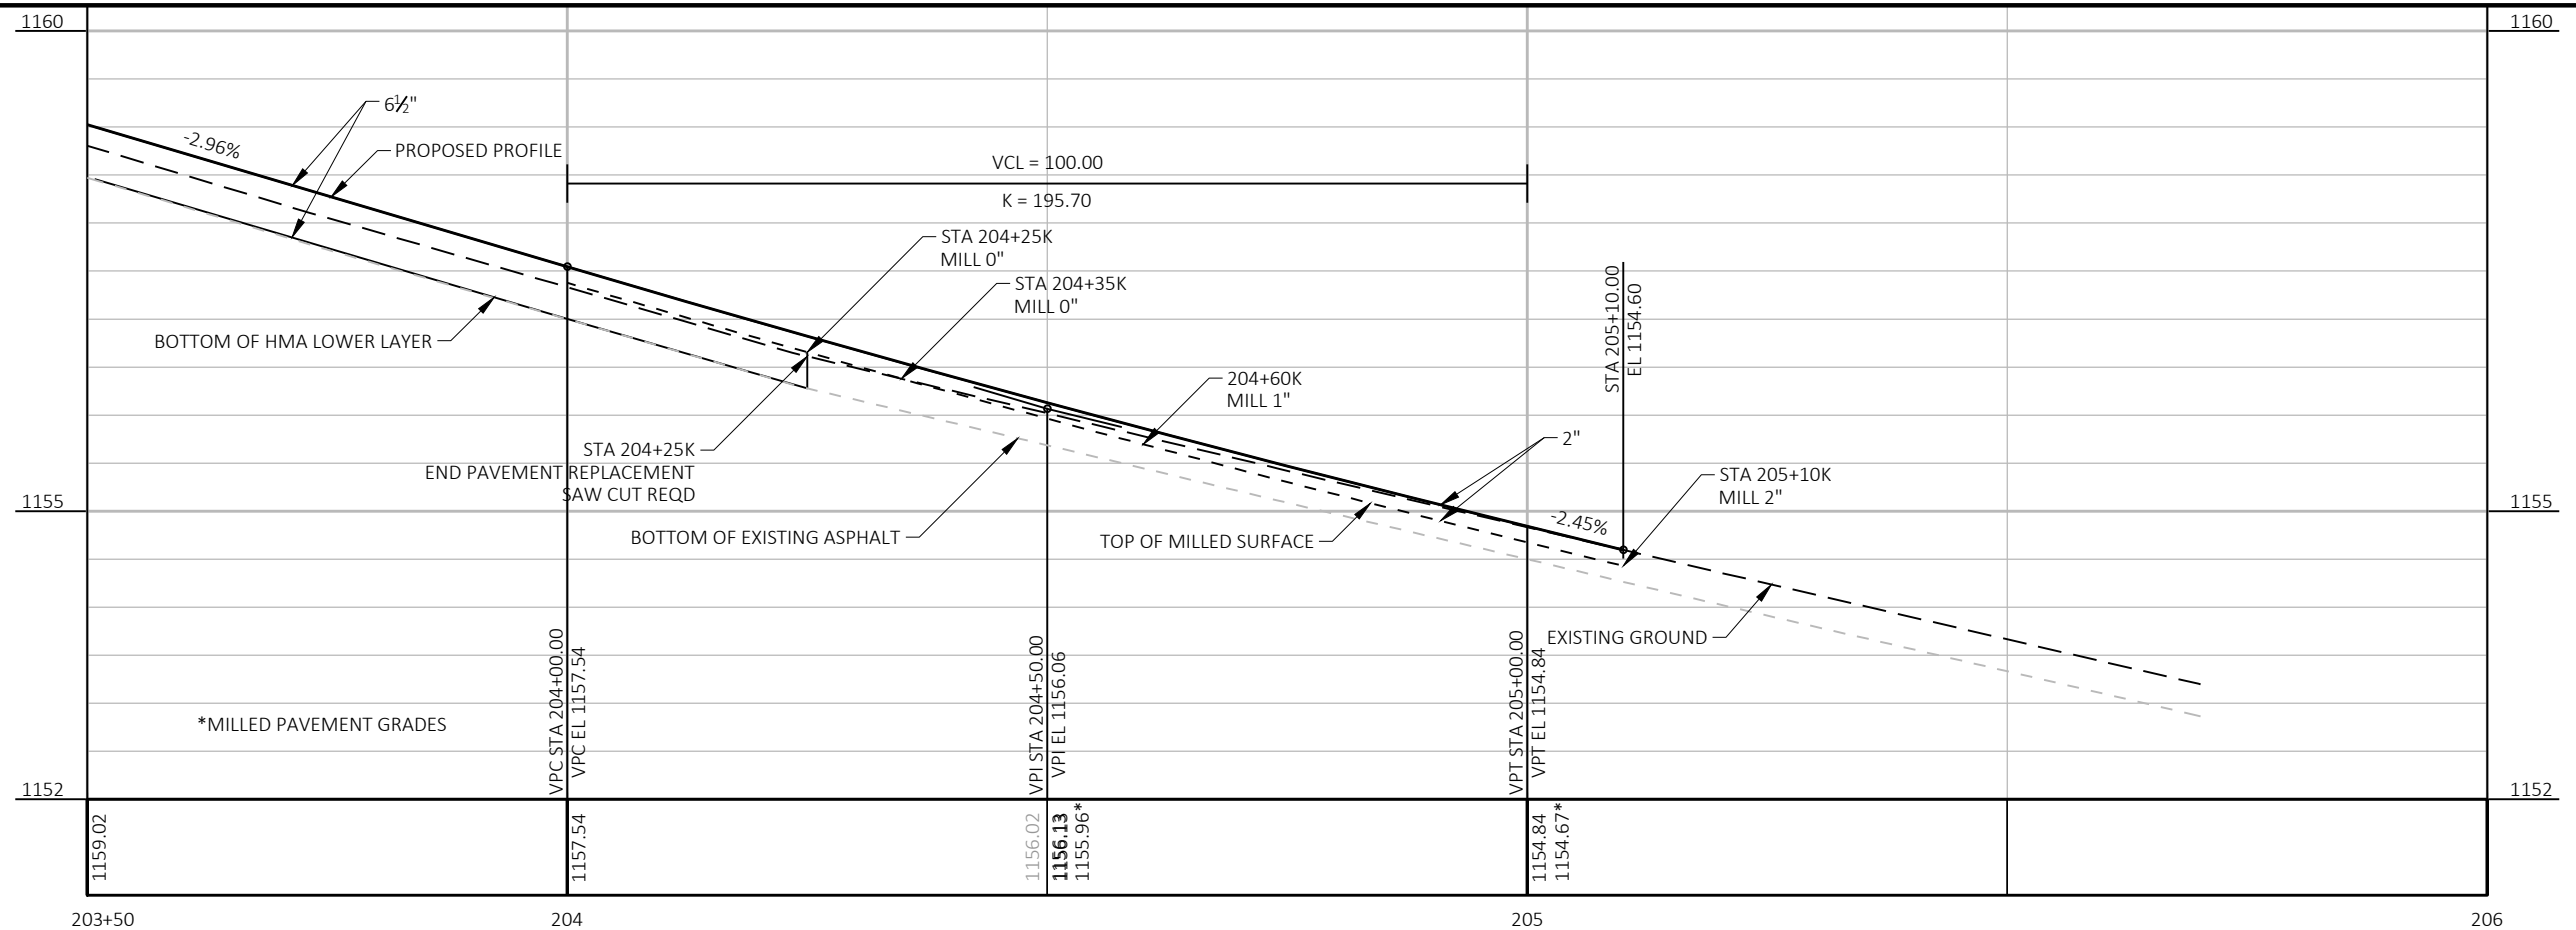 1160
1160
6½"
-2.96%
PROPOSED PROFILE
VCL = 100.00
K = 195.70
STA 204+25K
MILL 0"
STA 204+35K
MILL 0"
STA 205+10.00
EL 1154.60
BOTTOM OF HMA LOWER LAYER
204+60K
MILL 1"
2"
STA 204+25K
END PAVEMENT REPLACEMENT
SAW CUT REQD
STA 205+10K
MILL 2"
1155
1155
-2.45%
BOTTOM OF EXISTING ASPHALT
TOP OF MILLED SURFACE
EXISTING GROUND
VPC STA 204+00.00
VPC EL 1157.54
VPI STA 204+50.00
VPI EL 1156.06
VPT STA 205+00.00
VPT EL 1154.84
*MILLED PAVEMENT GRADES
1152
1152
1159.02
1157.54
1156.02
1156.13
1155.96*
1154.84
1154.67*
203+50
204
205
206